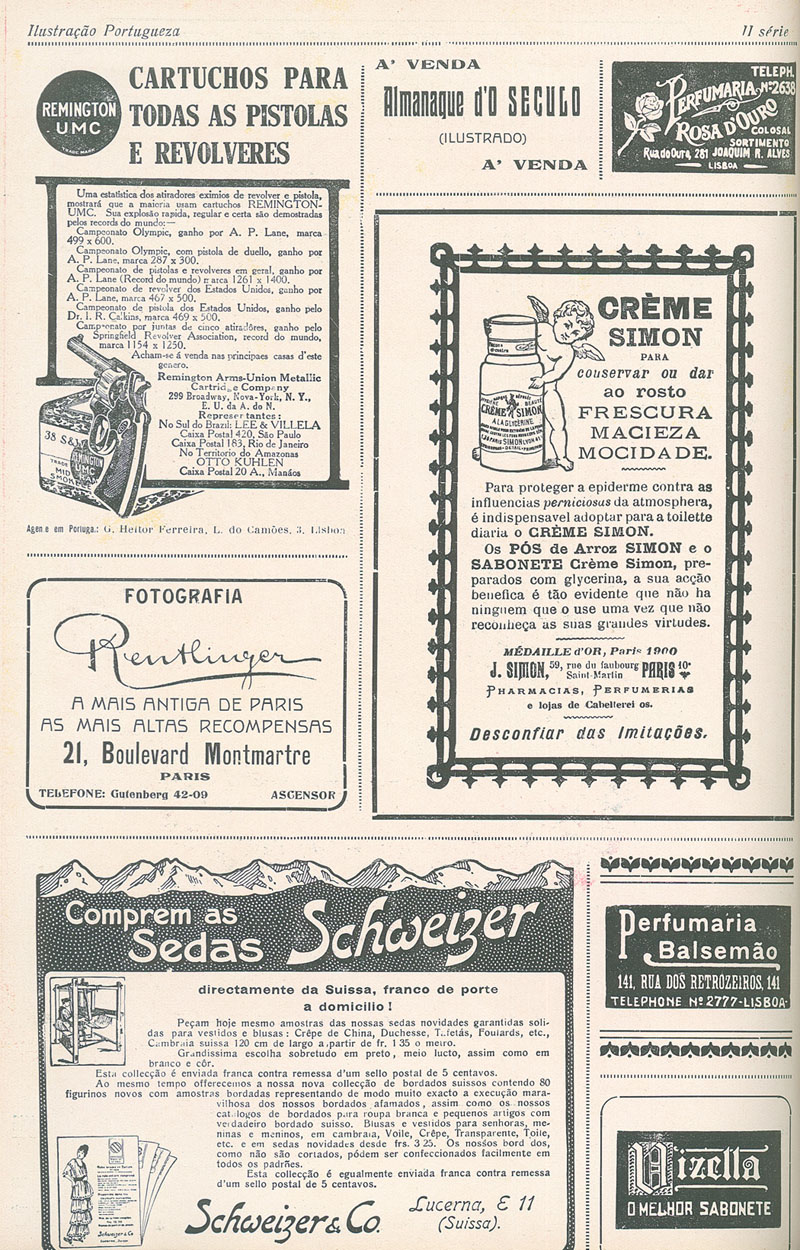 Ilustração Portugueza
II série
REMINGTON
UMC
TRADE MARK
CARTUCHOS PARA
TODAS AS PISTOLAS
E REVOLVERES
Uma estatistica dos atiradores eximios de revolver e pistola,
mostrará que a maioria usam cartuchos REMINGTON-
UMC. Sua explosão rapida, regular e certa são demostradas
pelos records do mundo:—
Campeonato Olympic, ganho por A. P. Lane, marca
499 x 600.
Campeonato Olympic, com pistola de duello, ganho por
A. P. Lane, marca 287 x 300.
Campeonato de pistolas e revolveres em geral, ganho por
A. P. Lane (Record do mundo) marca 1261 x 1400.
Campeonato de revolver dos Estados Unidos, ganho por
A. P. Lane, marca 467 x 500.
Campeonato de pistola dos Estados Unidos, ganho pelo
Dr. I. R. Calkins, marca 469 x 500.
Campeonato por juntas de cinco atiradôres, ganho pelo
Springfield Revolver Association, record do mundo,
marca 1154 x 1250.
Acham-se á venda nas principaes casas d'este
genero.
Remington Arms-Union Metallic
Cartridge Company
299 Broadway, Nova-York, N. Y.,
E. U. da A. do N.
Representantes:
No Sul do Brazil: LEE & VILLELA
Caixa Postal 420, São Paulo
Caixa Postal 183, Rio de Janeiro
No Territorio do Amazonas
OTTO KUHLEN
Caixa Postal 20 A., Manáos
38 S&W
Agente em Portugal: G. Heitor Ferreira, L. do Camões, 3, Lisboa
A' VENDA
Almanaque d'O SECULO
(ILUSTRADO)
A' VENDA
TELEPH.
Nº 2638
PERFUMARIA
ROSA D'OURO
COLOSAL
SORTIMENTO
Rua do Ouro, 281 JOAQUIM R. ALVES
LISBOA
CRÈME
SIMON
PARA
conservar ou dar
ao rosto
FRESCURA
MACIEZA
MOCIDADE.
CRÈME SIMON
A LA GLYCERINE
Para proteger a epiderme contra as
influencias perniciosas da atmosphera,
é indispensavel adoptar para a toilette
diaria o CRÈME SIMON.
Os PÓS de Arroz SIMON e o
SABONETE Crème Simon, pre-
parados com glycerina, a sua acção
benefica é tão evidente que não ha
ninguem que o use uma vez que não
reconheça as suas grandes virtudes.
MÉDAILLE d'OR, Paris 1900
J. SIMON, 59, rue du faubourg Saint-Martin PARIS 10e
PHARMACIAS, PERFUMERIAS
e lojas de Cabelleirei os.
Desconfiar das Imitações.
FOTOGRAFIA
Reutlinger
A MAIS ANTIGA DE PARIS
AS MAIS ALTAS RECOMPENSAS
21, Boulevard Montmartre
PARIS
TELEFONE: Gutenberg 42-09
ASCENSOR
Comprem as
Sedas Schweizer
directamente da Suissa, franco de porte
a domicilio!
Peçam hoje mesmo amostras das nossas sedas novidades garantidas soli-
das para vestidos e blusas: Crêpe de China, Duchesse, Tafetás, Foulards, etc.,
Cambraia suissa 120 cm de largo a partir de fr. 1 35 o metro.
Grandissima escolha sobretudo em preto, meio lucto, assim como em
branco e côr.
Esta collecção é enviada franca contra remessa d'um sello postal de 5 centavos.
Ao mesmo tempo offerecemos a nossa nova collecção de bordados suissos contendo 80
figurinos novos com amostras bordadas representando de modo muito exacto a execução mara-
vilhosa dos nossos bordados afamados, assim como os nossos
catalogos de bordados para roupa branca e pequenos artigos com
verdadeiro bordado suisso. Blusas e vestidos para senhoras, me-
ninas e meninos, em cambraia, Voile, Crêpe, Transparente, Toile,
etc. e em sedas novidades desde frs. 3 25. Os nossos bord dos,
como não são cortados, pódem ser confeccionados facilmente em
todos os padrões.
Esta collecção é egualmente enviada franca contra remessa
d'um sello postal de 5 centavos.
Schweizer & Co.
Lucerna, E 11
(Suissa).
Perfumaria
Balsemão
141, RUA DOS RETROZEIROS, 141
TELEPHONE Nº 2777-LISBOA
Vizella
O MELHOR SABONETE